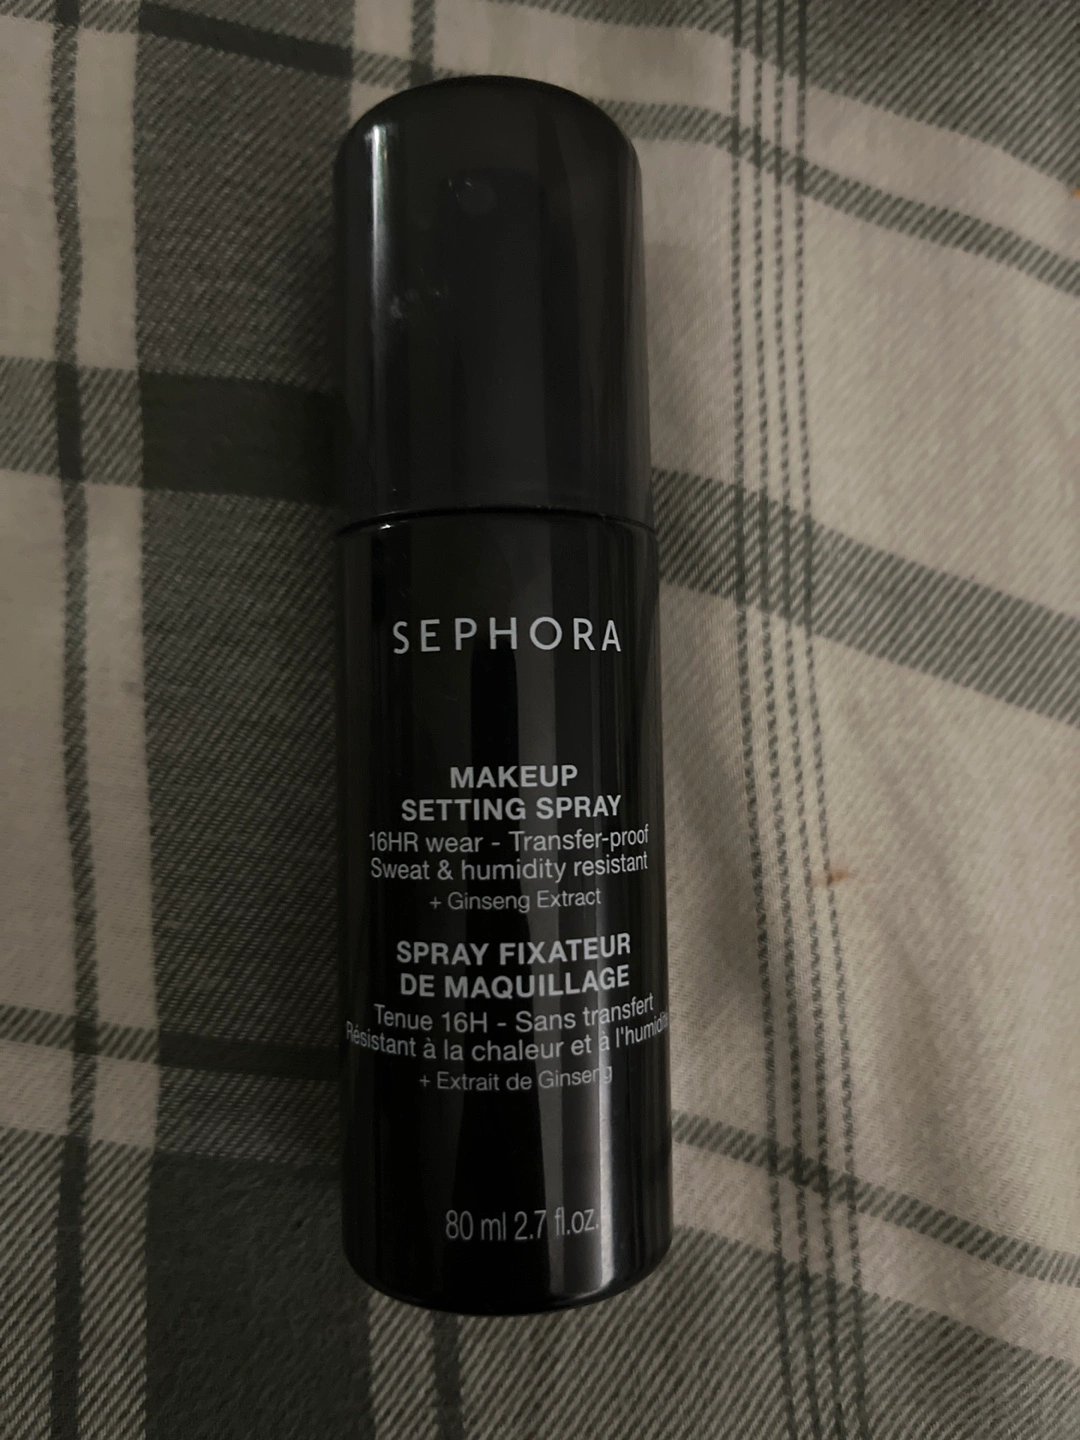 SEPHORA
MAKEUP
SETTING SPRAY
16HR wear - Transfer-proof
Sweat & humidity resistant
+ Ginseng Extract
SPRAY FIXATEUR
DE MAQUILLAGE
Tenue 16H - Sans transfert
Résistant à la chaleur et à l'humidité
+ Extrait de Ginseng
80 ml 2.7 fl.oz.